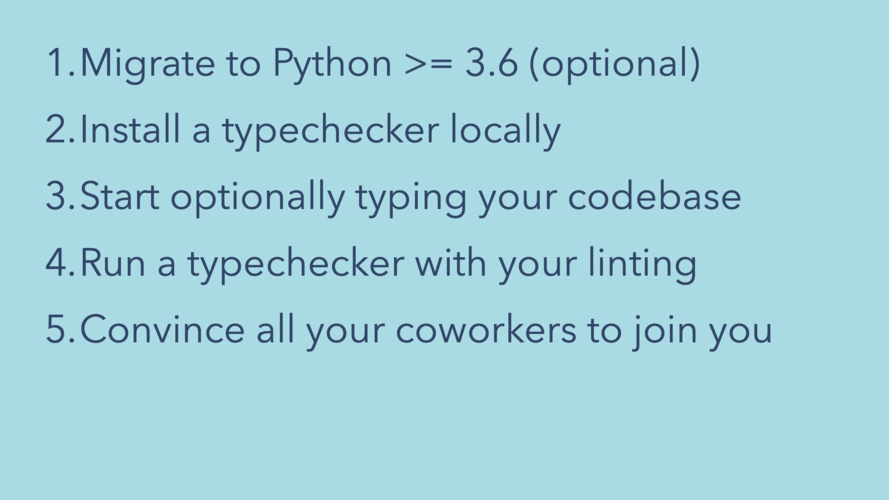 1.Migrate to Python >= 3.6 (optional)
2.Install a typechecker locally
3.Start optionally typing your codebase
4.Run a typechecker with your linting
5.Convince all your coworkers to join you